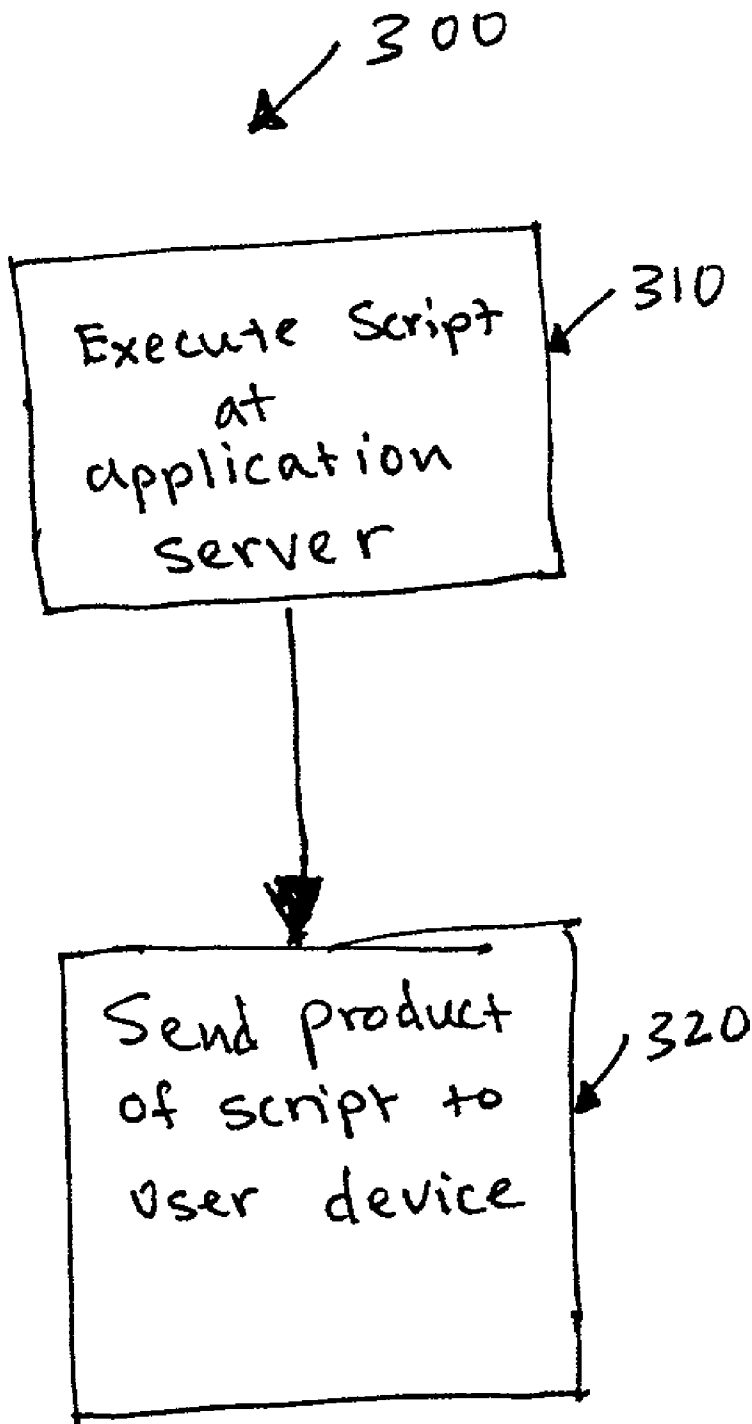 300
310
Execute Script
at
application
server
320
Send product
of script to
user device